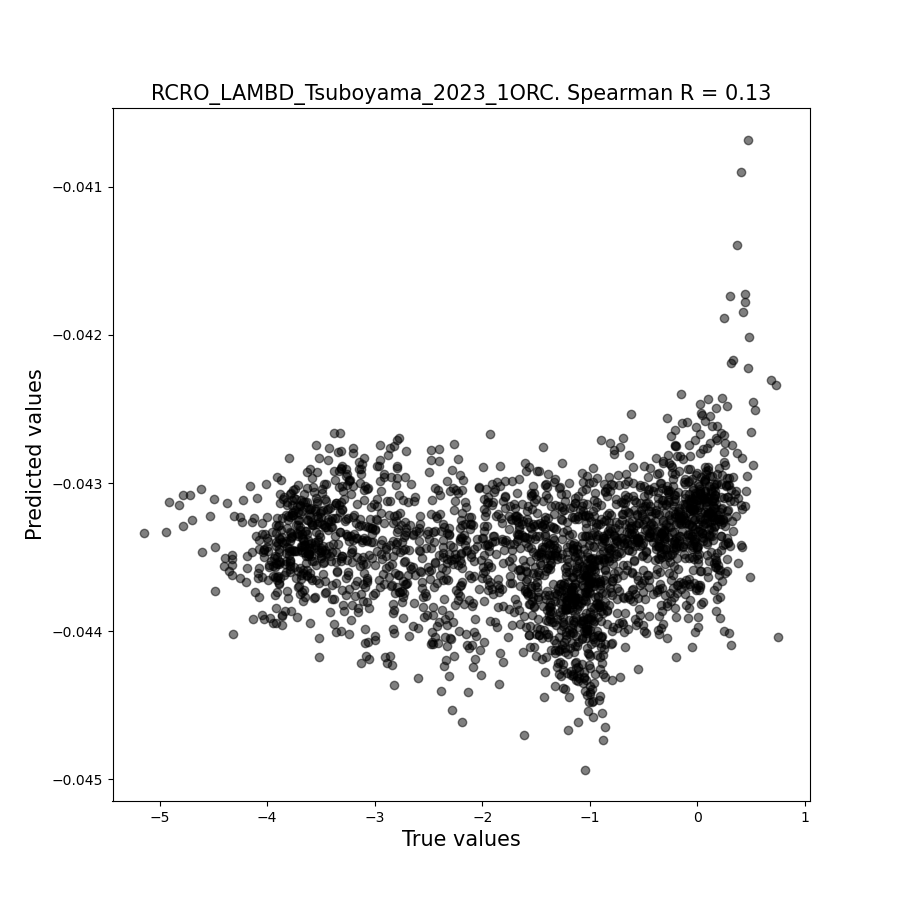 RCRO_LAMBD_Tsuboyama_2023_1ORC. Spearman R = 0.13
−0.041
−0.042
−0.043
−0.044
−0.045
Predicted values
−5 −4 −3 −2 −1 0 1
True values